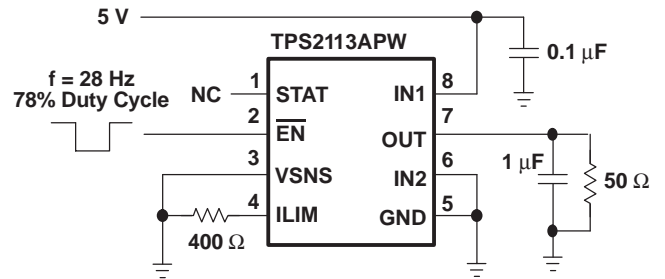 5 V
TPS2113APW
0.1 μF
f = 28 Hz
78% Duty Cycle
NC
1
STAT
IN1
8
2
EN
OUT
7
3
VSNS
IN2
6
1 μF
50 Ω
4
ILIM
GND
5
400 Ω